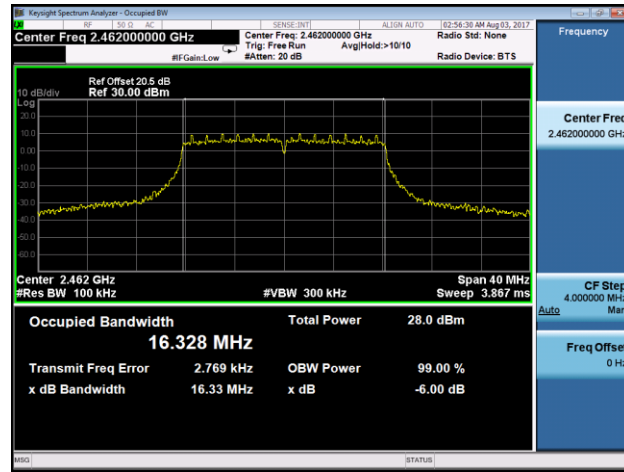 Keysight Spectrum Analyzer - Occupied BW
RF 50 Ω AC SENSE:INT ALIGN AUTO 02:56:30 AM Aug 03, 2017
Center Freq 2.462000000 GHz
Center Freq: 2.462000000 GHz
Radio Std: None
Trig: Free Run Avg|Hold:>10/10
#IFGain:Low
#Atten: 20 dB
Radio Device: BTS
Frequency
Ref Offset 20.5 dB
10 dB/div Ref 30.00 dBm
Log
20.0
10.0
0.00
-10.0
-20.0
-30.0
-40.0
-50.0
-60.0
Center 2.462 GHz Span 40 MHz
#Res BW 100 kHz #VBW 300 kHz Sweep 3.867 ms
Occupied Bandwidth Total Power 28.0 dBm
16.328 MHz
Transmit Freq Error 2.769 kHz OBW Power 99.00 %
x dB Bandwidth 16.33 MHz x dB -6.00 dB
Center Freq
2.462000000 GHz
CF Step
4.000000 MHz
Auto Man
Freq Offset
0 Hz
MSG STATUS